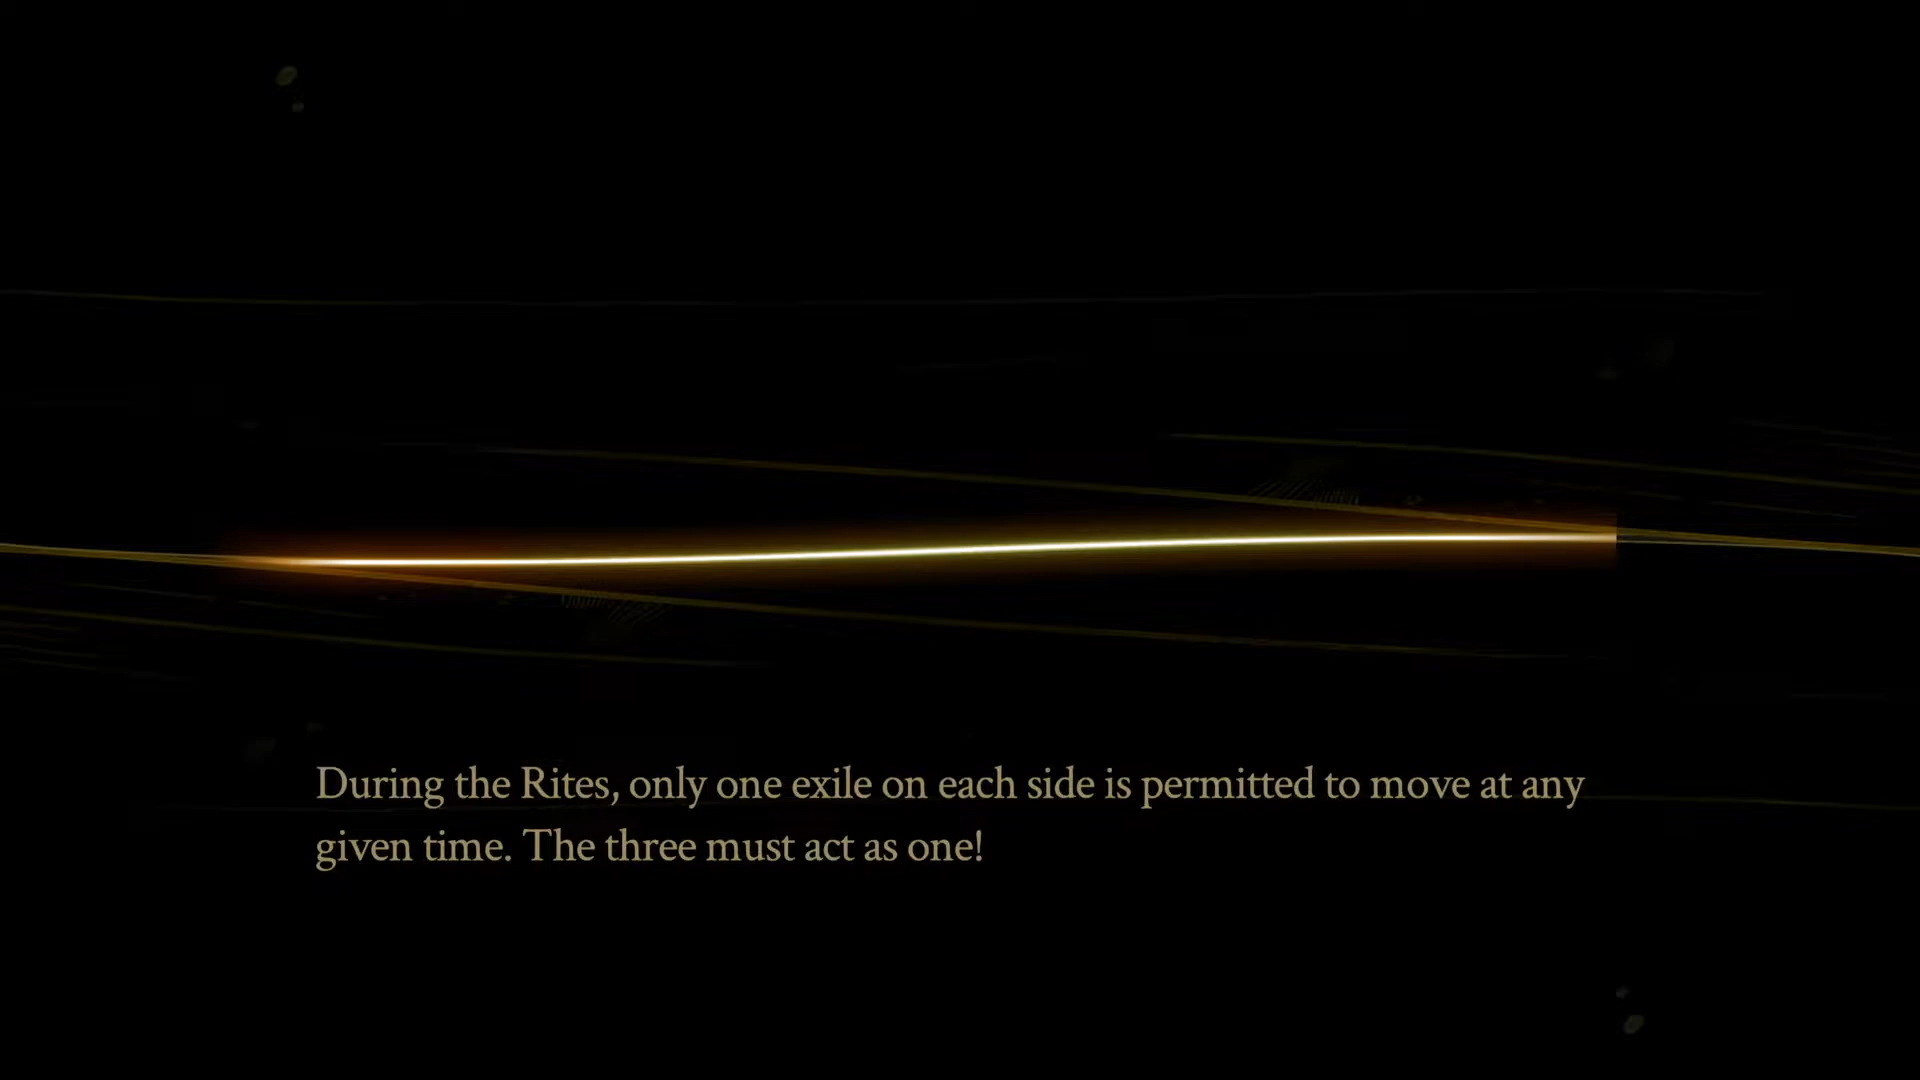 During the Rites, only one exile on each side is permitted to move at any
given time. The three must act as one!